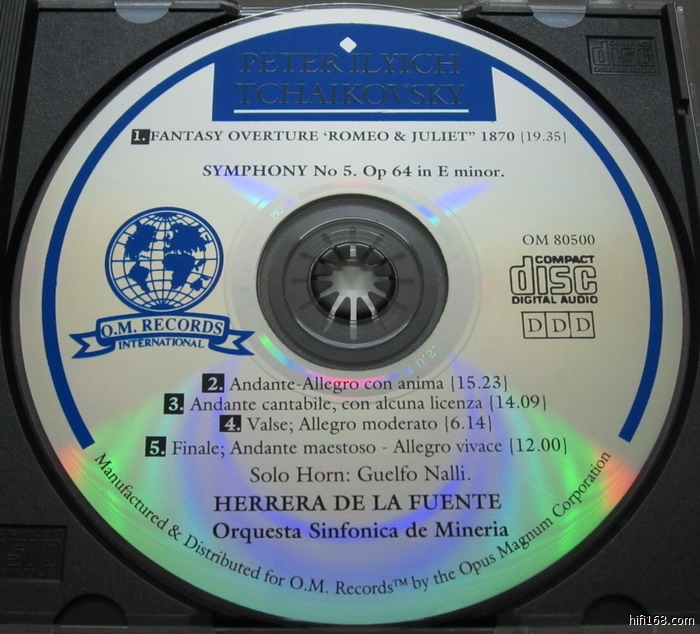 PETER ILYICH
TCHAIKOVSKY
1. FANTASY OVERTURE 'ROMEO & JULIET" 1870 {19.35}
SYMPHONY No 5. Op 64 in E minor.
OM 80500
COMPACT
disc
DIGITAL AUDIO
DDD
O.M. RECORDS
INTERNATIONAL
2. Andante-Allegro con anima {15.23}
3. Andante cantabile, con alcuna licenza {14.09}
4. Valse; Allegro moderato {6.14}
5. Finale; Andante maestoso - Allegro vivace {12.00}
Solo Horn: Guelfo Nalli.
HERRERA DE LA FUENTE
Orquesta Sinfonica de Mineria
Manufactured & Distributed for O.M. Records™ by the Opus Magnum Corporation
disc
hifi168.com